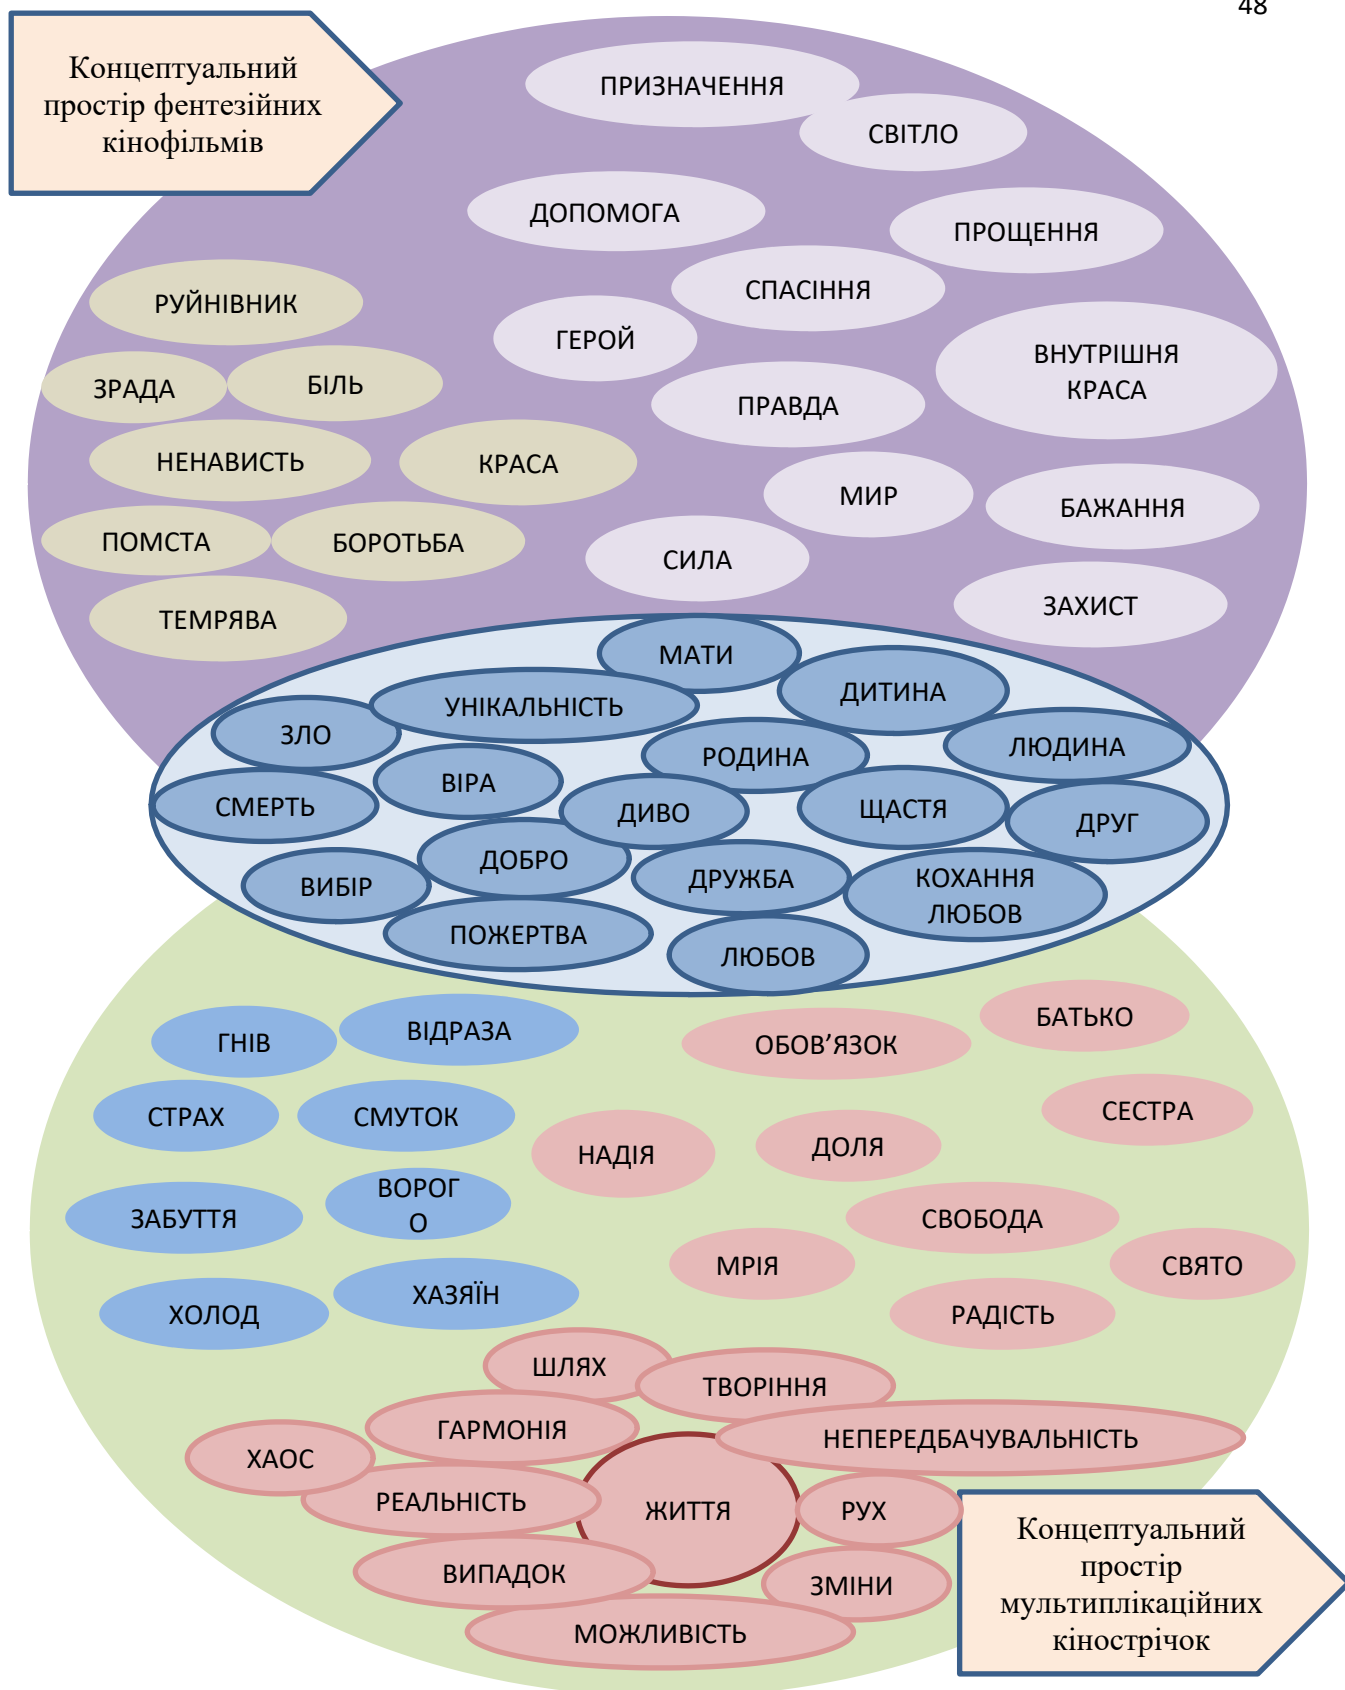 48
Концептуальний
простір фентезійних
кінофільмів
ПРИЗНАЧЕННЯ
СВІТЛО
ДОПОМОГА
ПРОЩЕННЯ
СПАСІННЯ
РУЙНІВНИК
ГЕРОЙ
ВНУТРІШНЯ
КРАСА
ЗРАДА
БІЛЬ
ПРАВДА
НЕНАВИСТЬ
КРАСА
МИР
БАЖАННЯ
ПОМСТА
БОРОТЬБА
СИЛА
ЗАХИСТ
ТЕМРЯВА
МАТИ
ДИТИНА
УНІКАЛЬНІСТЬ
ЗЛО
ЛЮДИНА
РОДИНА
ВІРА
СМЕРТЬ
ДИВО
ЩАСТЯ
ДРУГ
ДОБРО
ВИБІР
ДРУЖБА
КОХАННЯ
ЛЮБОВ
ПОЖЕРТВА
ЛЮБОВ
ГНІВ
ВІДРАЗА
ОБОВ’ЯЗОК
БАТЬКО
СТРАХ
СМУТОК
СЕСТРА
НАДІЯ
ДОЛЯ
ЗАБУТТЯ
ВОРОГ
О
СВОБОДА
МРІЯ
СВЯТО
ХОЛОД
ХАЗЯЇН
РАДІСТЬ
ШЛЯХ
ТВОРІННЯ
ГАРМОНІЯ
НЕПЕРЕДБАЧУВАЛЬНІСТЬ
ХАОС
РЕАЛЬНІСТЬ
ЖИТТЯ
РУХ
ВИПАДОК
ЗМІНИ
МОЖЛИВІСТЬ
Концептуальний
простір
мультиплікаційних
кінострічок